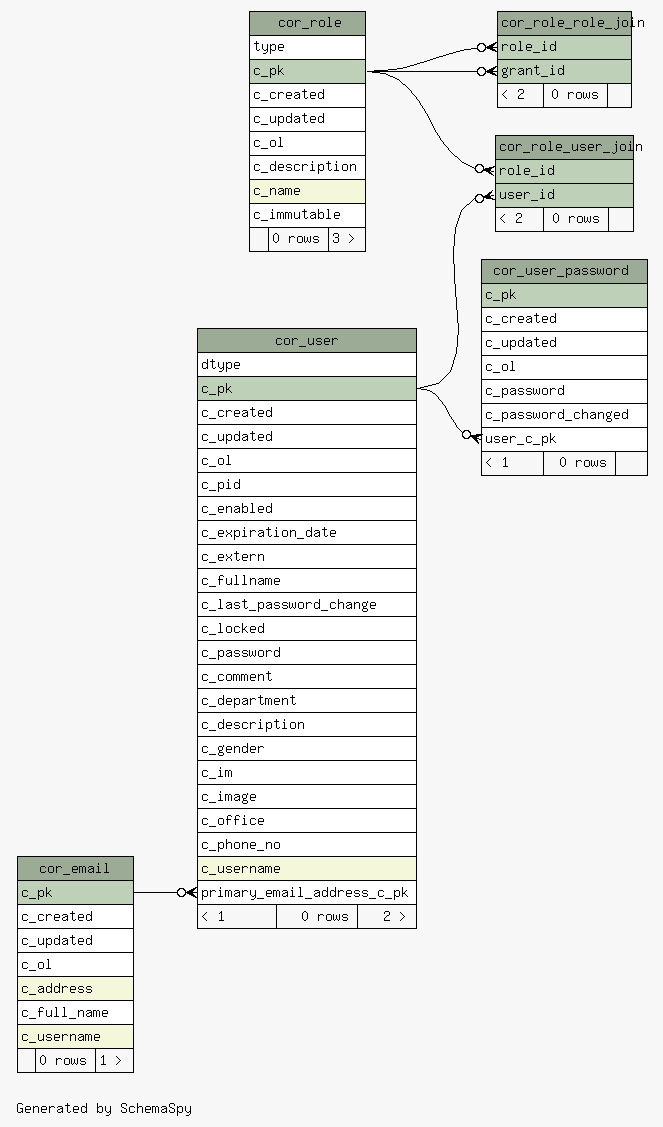 cor_role
type
c_pk
c_created
c_updated
c_ol
c_description
c_name
c_immutable
0 rows 3 >
cor_role_role_join
role_id
grant_id
< 2 0 rows
cor_role_user_join
role_id
user_id
< 2 0 rows
cor_user_password
c_pk
c_created
c_updated
c_ol
c_password
c_password_changed
user_c_pk
< 1 0 rows
cor_user
dtype
c_pk
c_created
c_updated
c_ol
c_pid
c_enabled
c_expiration_date
c_extern
c_fullname
c_last_password_change
c_locked
c_password
c_comment
c_department
c_description
c_gender
c_im
c_image
c_office
c_phone_no
c_username
primary_email_address_c_pk
< 1 0 rows 2 >
cor_email
c_pk
c_created
c_updated
c_ol
c_address
c_full_name
c_username
0 rows 1 >
Generated by SchemaSpy